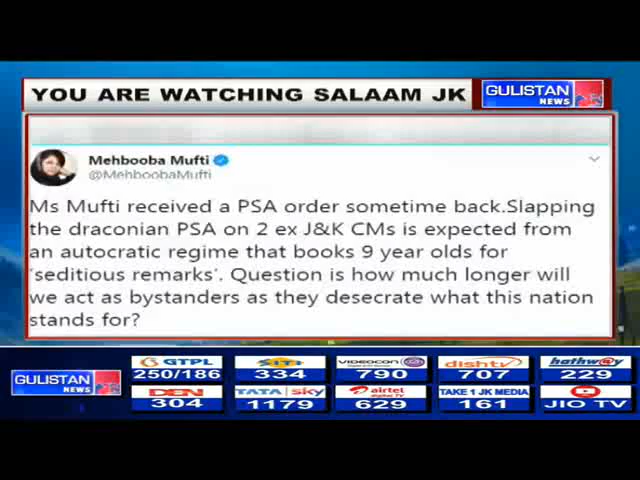 YOU ARE WATCHING SALAAM JK
GULISTAN
NEWS
Mehbooba Mufti
@MehboobaMufti
Ms Mufti received a PSA order sometime back.Slapping
the draconian PSA on 2 ex J&K CMs is expected from
an autocratic regime that books 9 year olds for
'seditious remarks'. Question is how much longer will
we act as bystanders as they desecrate what this nation
stands for?
GULISTAN
NEWS
GTPL
250/186
SITI
334
VIDEOCON
790
dishtv
707
hathway
229
DEN
304
TATA sky
1179
airtel
digital TV
629
TAKE 1 JK MEDIA
161
JIO TV